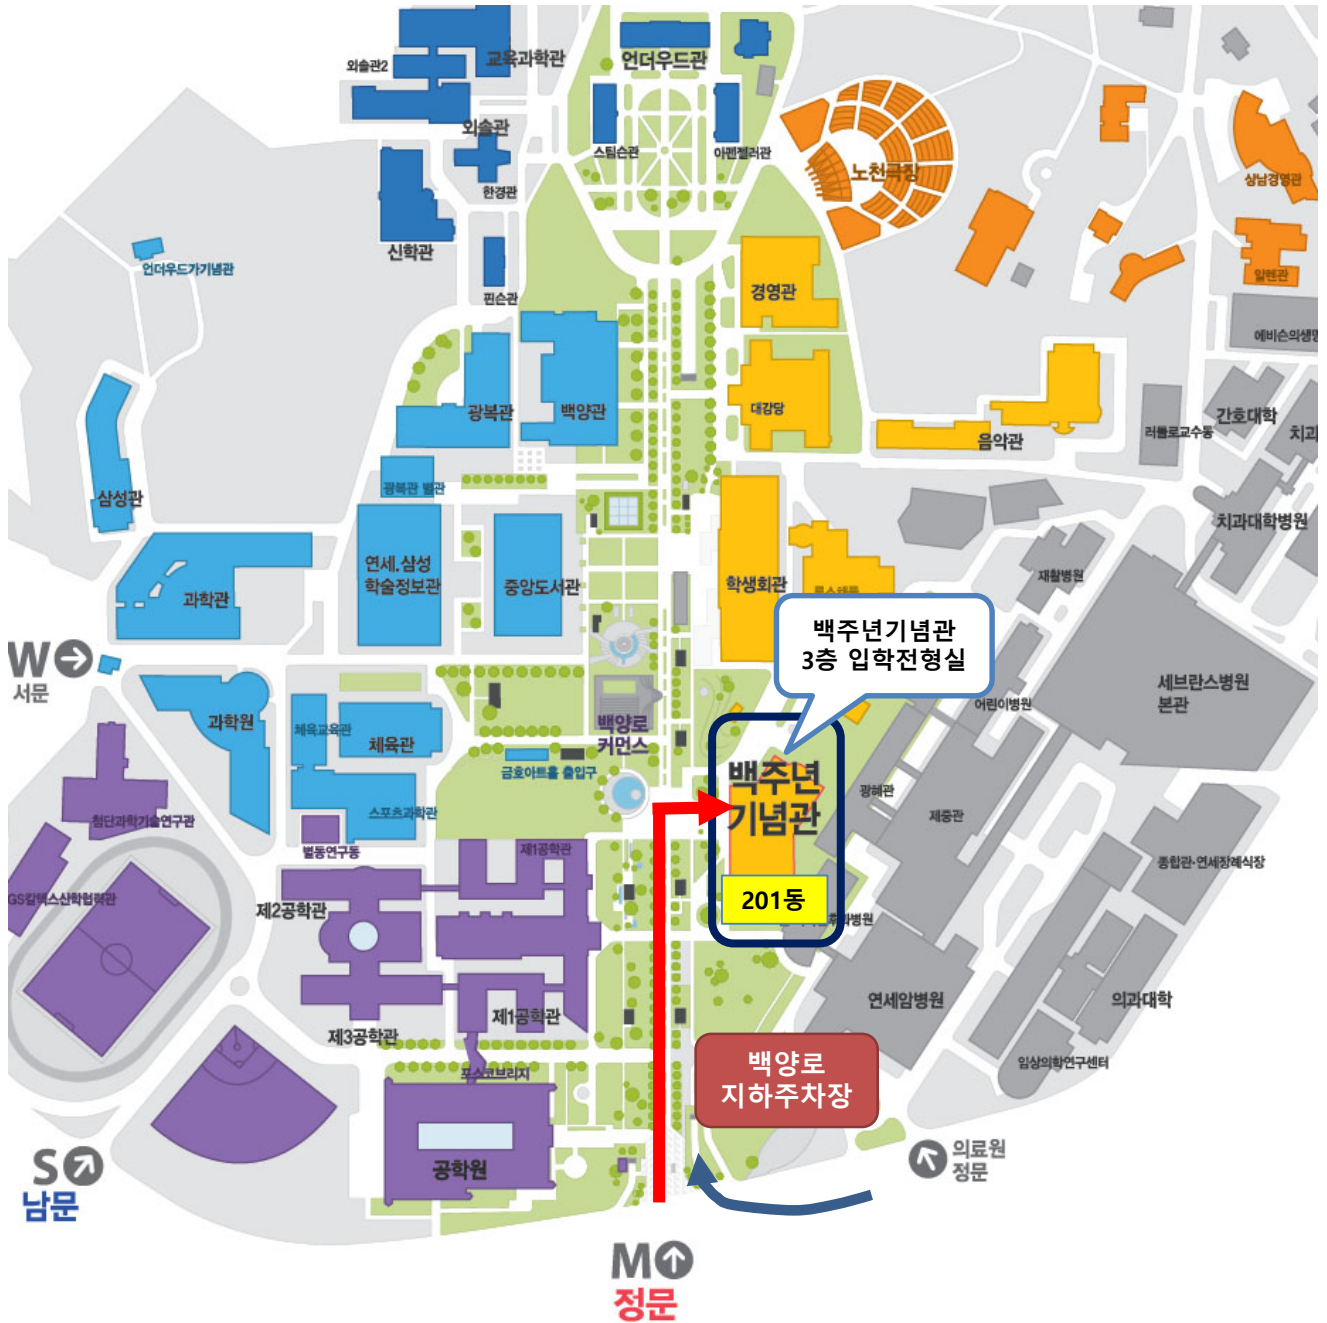 교육과학관
외솔관2
언더우드관
외솔관
스팀슨관
아펜젤러관
한경관
노천극장
상남경영관
신학관
언더우드가기념관
알렌관
핀슨관
경영관
에비슨의생명
광복관
백양관
대강당
음악관
러들로교수동
간호대학
치과
광복관 별관
삼성관
치과대학병원
연세.삼성
학술정보관
중앙도서관
학생회관
재활병원
과학관
백주년기념관
3층 입학전형실
W
서문
세브란스병원
본관
어린이병원
과학원
체육교육관
체육관
백양로
커먼스
금호아트홀 출입구
백주년
기념관
광혜관
제중관
스포츠과학관
첨단과학기술연구관
별동연구동
제1공학관
종합관·연세장례식장
GS칼텍스산학협력관
제2공학관
201동
과병원
연세암병원
의과대학
제3공학관
제1공학관
백양로
지하주차장
임상의학연구센터
포스코브리지
S
남문
공학원
의료원
정문
M
정문